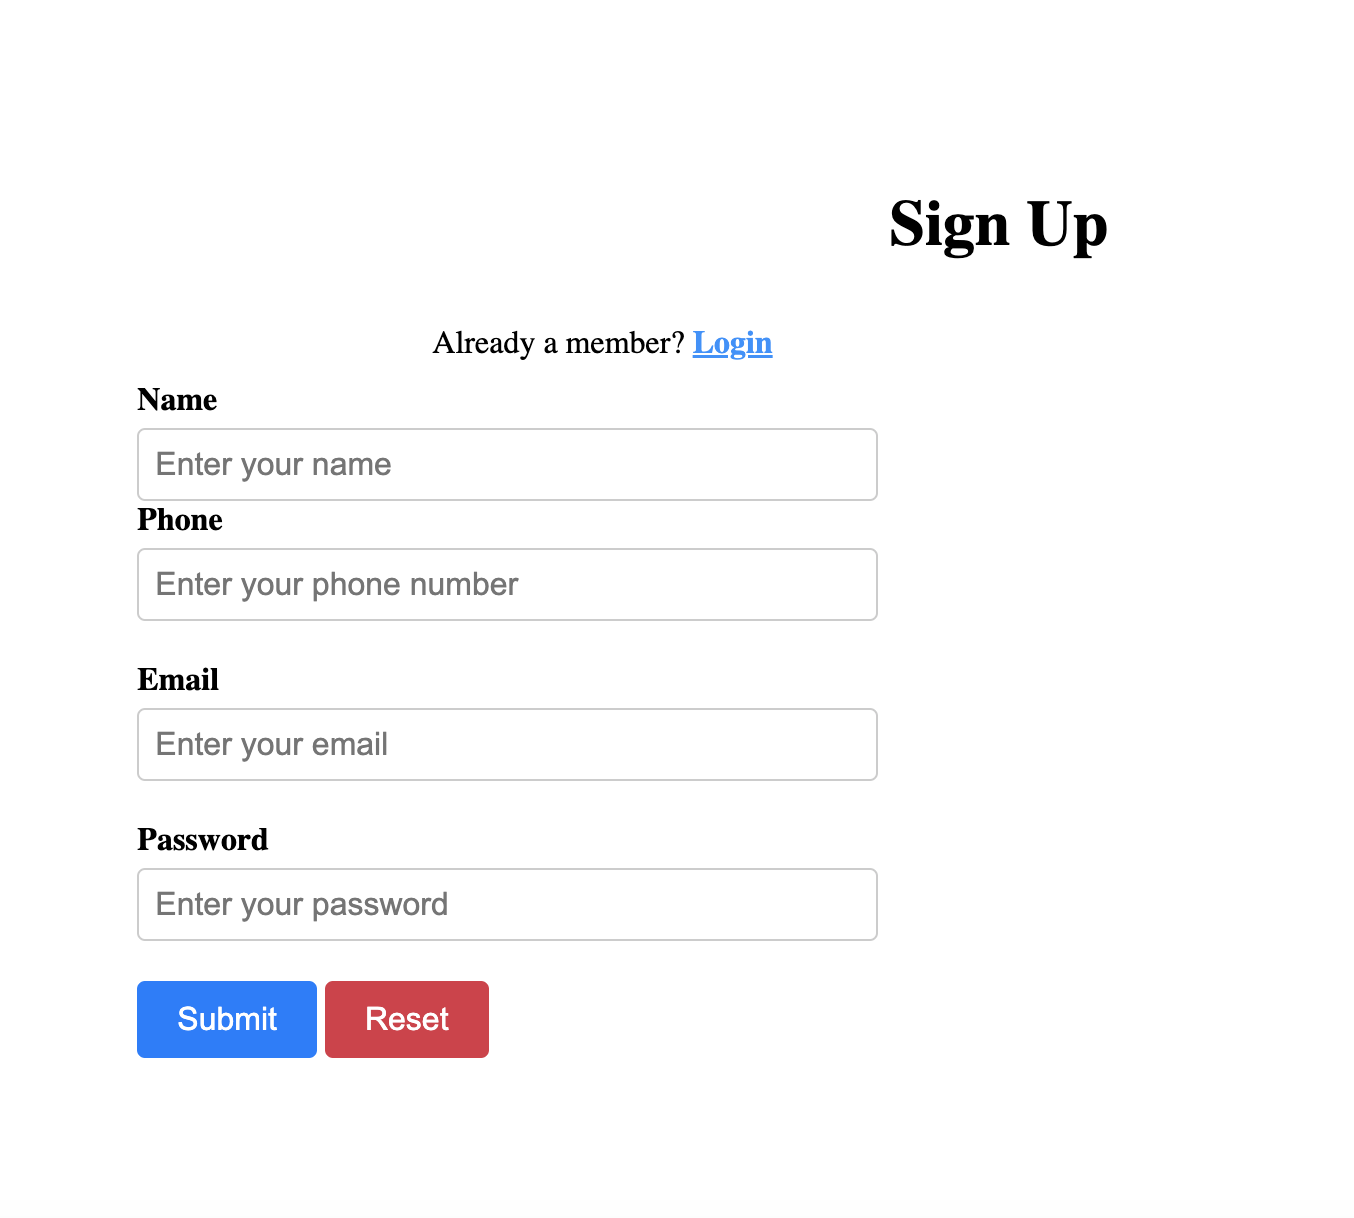 Sign Up
Already a member? Login
Name
Enter your name
Phone
Enter your phone number
Email
Enter your email
Password
Enter your password
Submit Reset